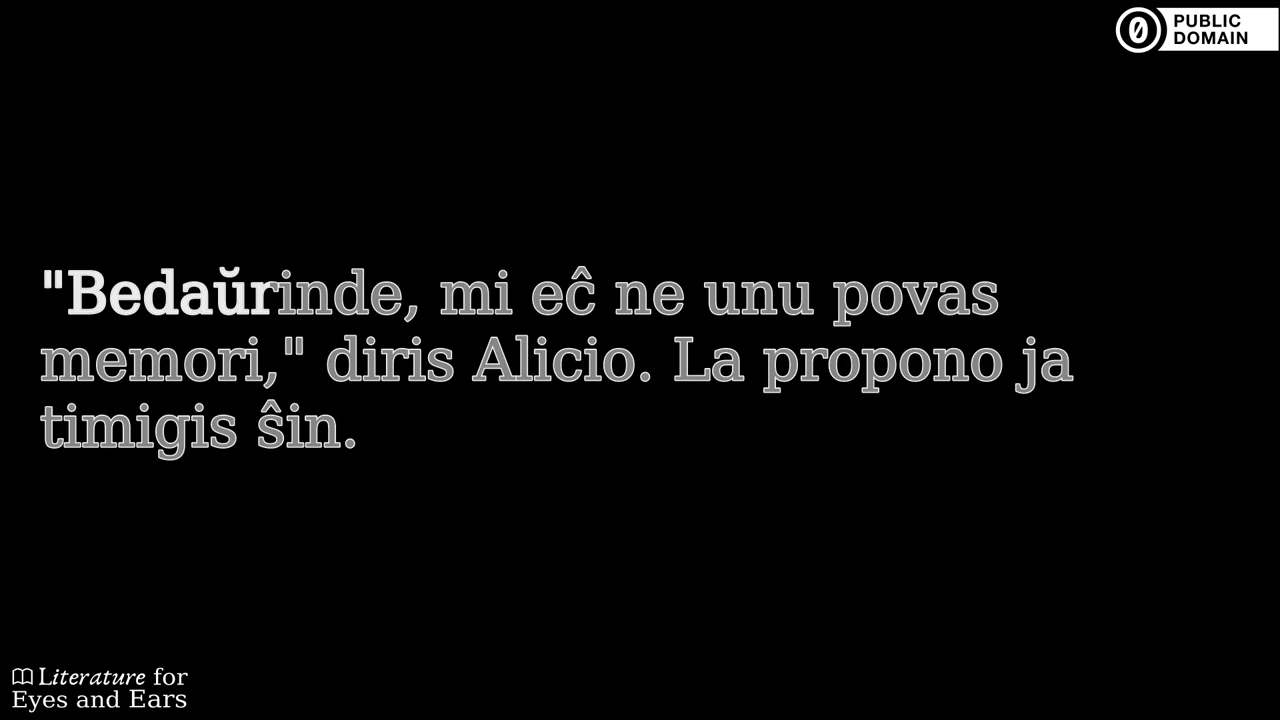 PUBLIC
DOMAIN
"Bedaŭrinde, mi eĉ ne unu povas
memori," diris Alicio. La propono ja
timigis ŝin.
Literature for
Eyes and Ears